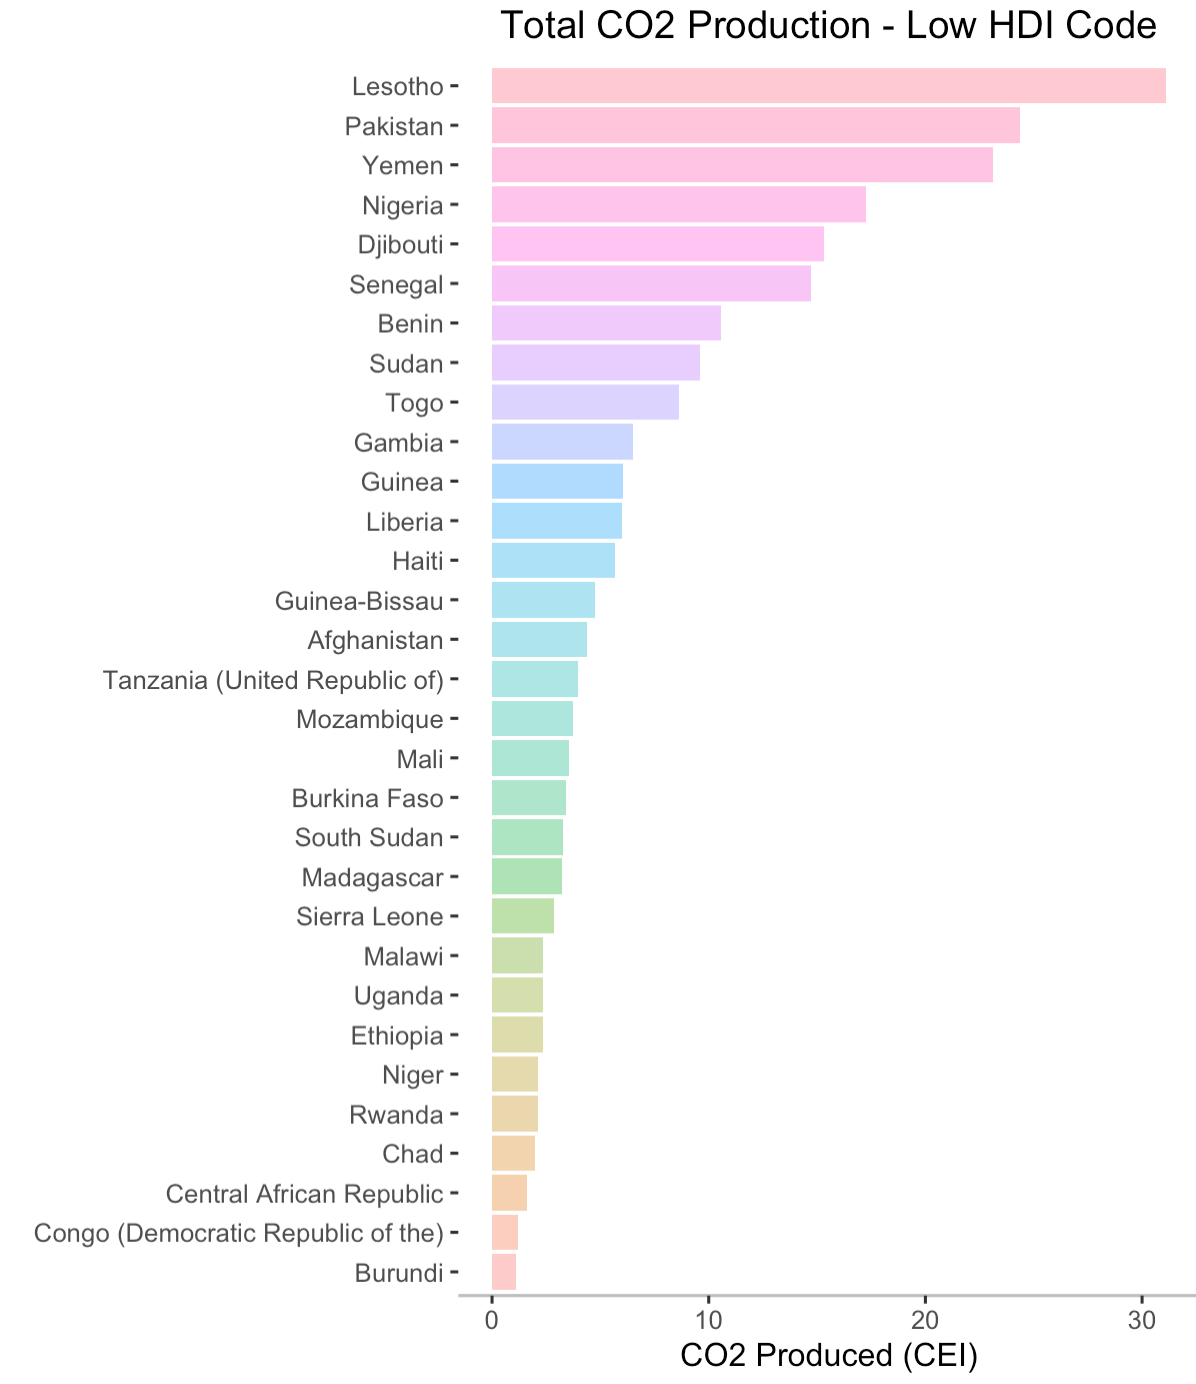 Total CO2 Production - Low HDI Code
Lesotho
Pakistan
Yemen
Nigeria
Djibouti
Senegal
Benin
Sudan
Togo
Gambia
Guinea
Liberia
Haiti
Guinea-Bissau
Afghanistan
Tanzania (United Republic of)
Mozambique
Mali
Burkina Faso
South Sudan
Madagascar
Sierra Leone
Malawi
Uganda
Ethiopia
Niger
Rwanda
Chad
Central African Republic
Congo (Democratic Republic of the)
Burundi
0 10 20 30
CO2 Produced (CEI)